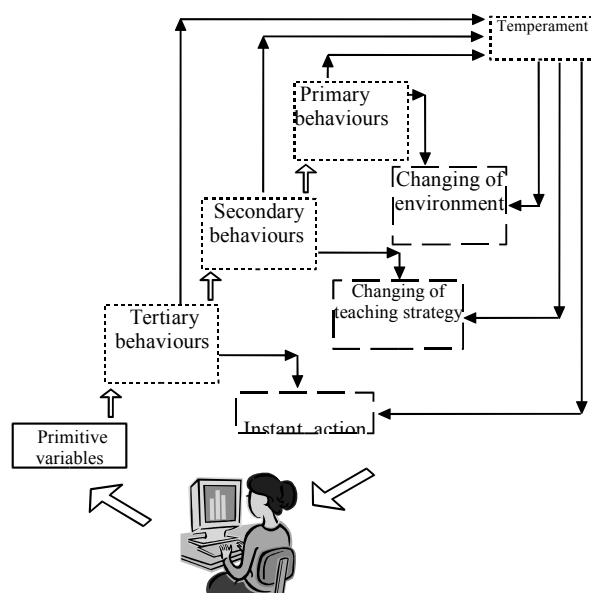 Temperament
Primary
behaviours
Changing of
environment
Secondary
behaviours
Changing of
teaching strategy
Tertiary
behaviours
Instant action
Primitive
variables